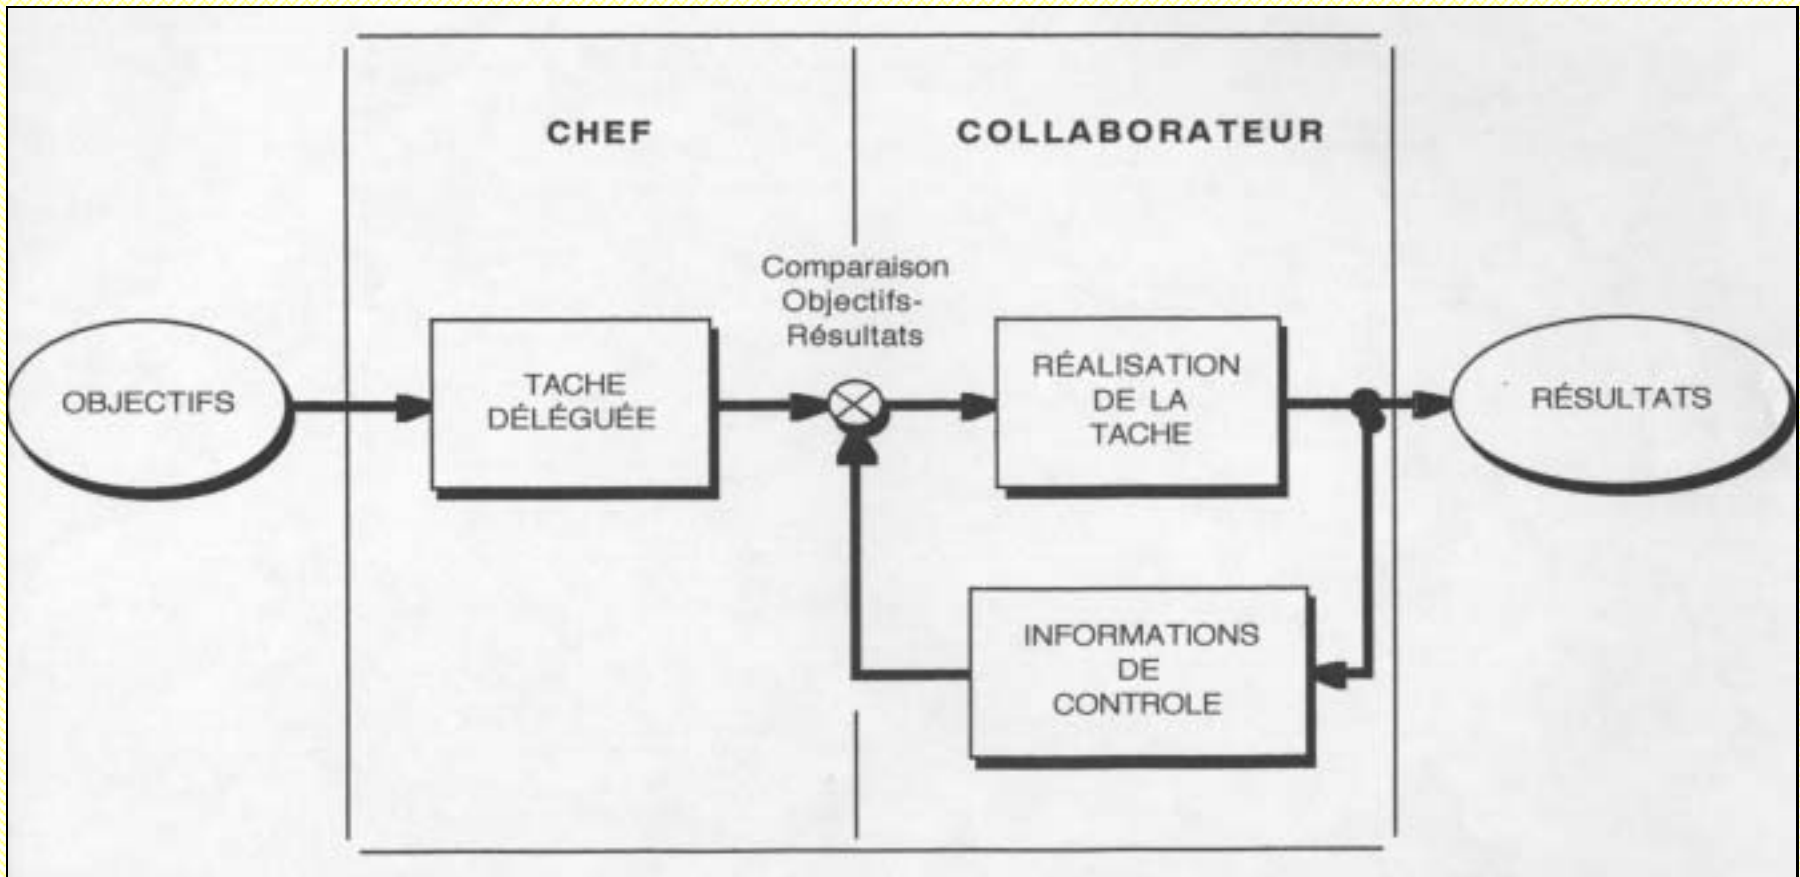 CHEF
COLLABORATEUR
Comparaison
Objectifs-
Résultats
OBJECTIFS
TACHE
DÉLÉGUÉE
RÉALISATION
DE LA
TACHE
RÉSULTATS
INFORMATIONS
DE
CONTROLE